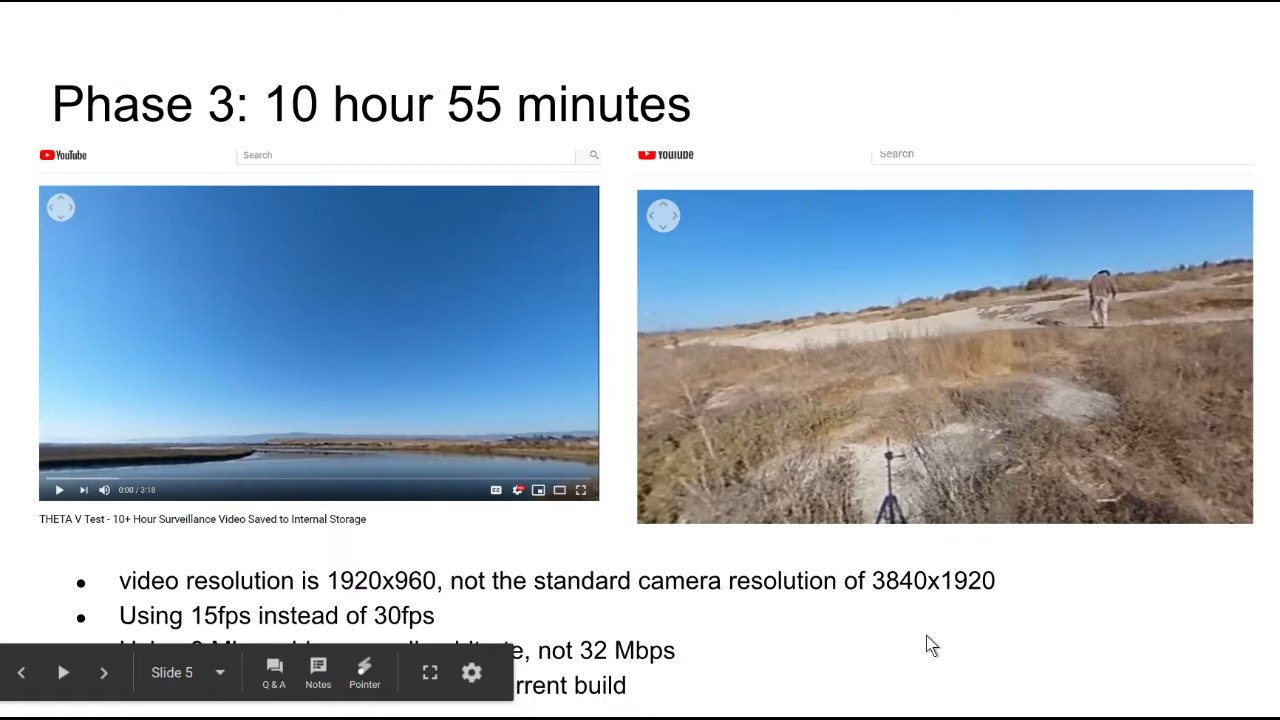 Phase 3: 10 hour 55 minutes
YouTube
Search
YouTube
Search
0:00 / 3:18
THETA V Test - 10+ Hour Surveillance Video Saved to Internal Storage
● video resolution is 1920x960, not the standard camera resolution of 3840x1920
● Using 15fps instead of 30fps
not 32 Mbps
build
Slide 5
Q & A
Notes
Pointer